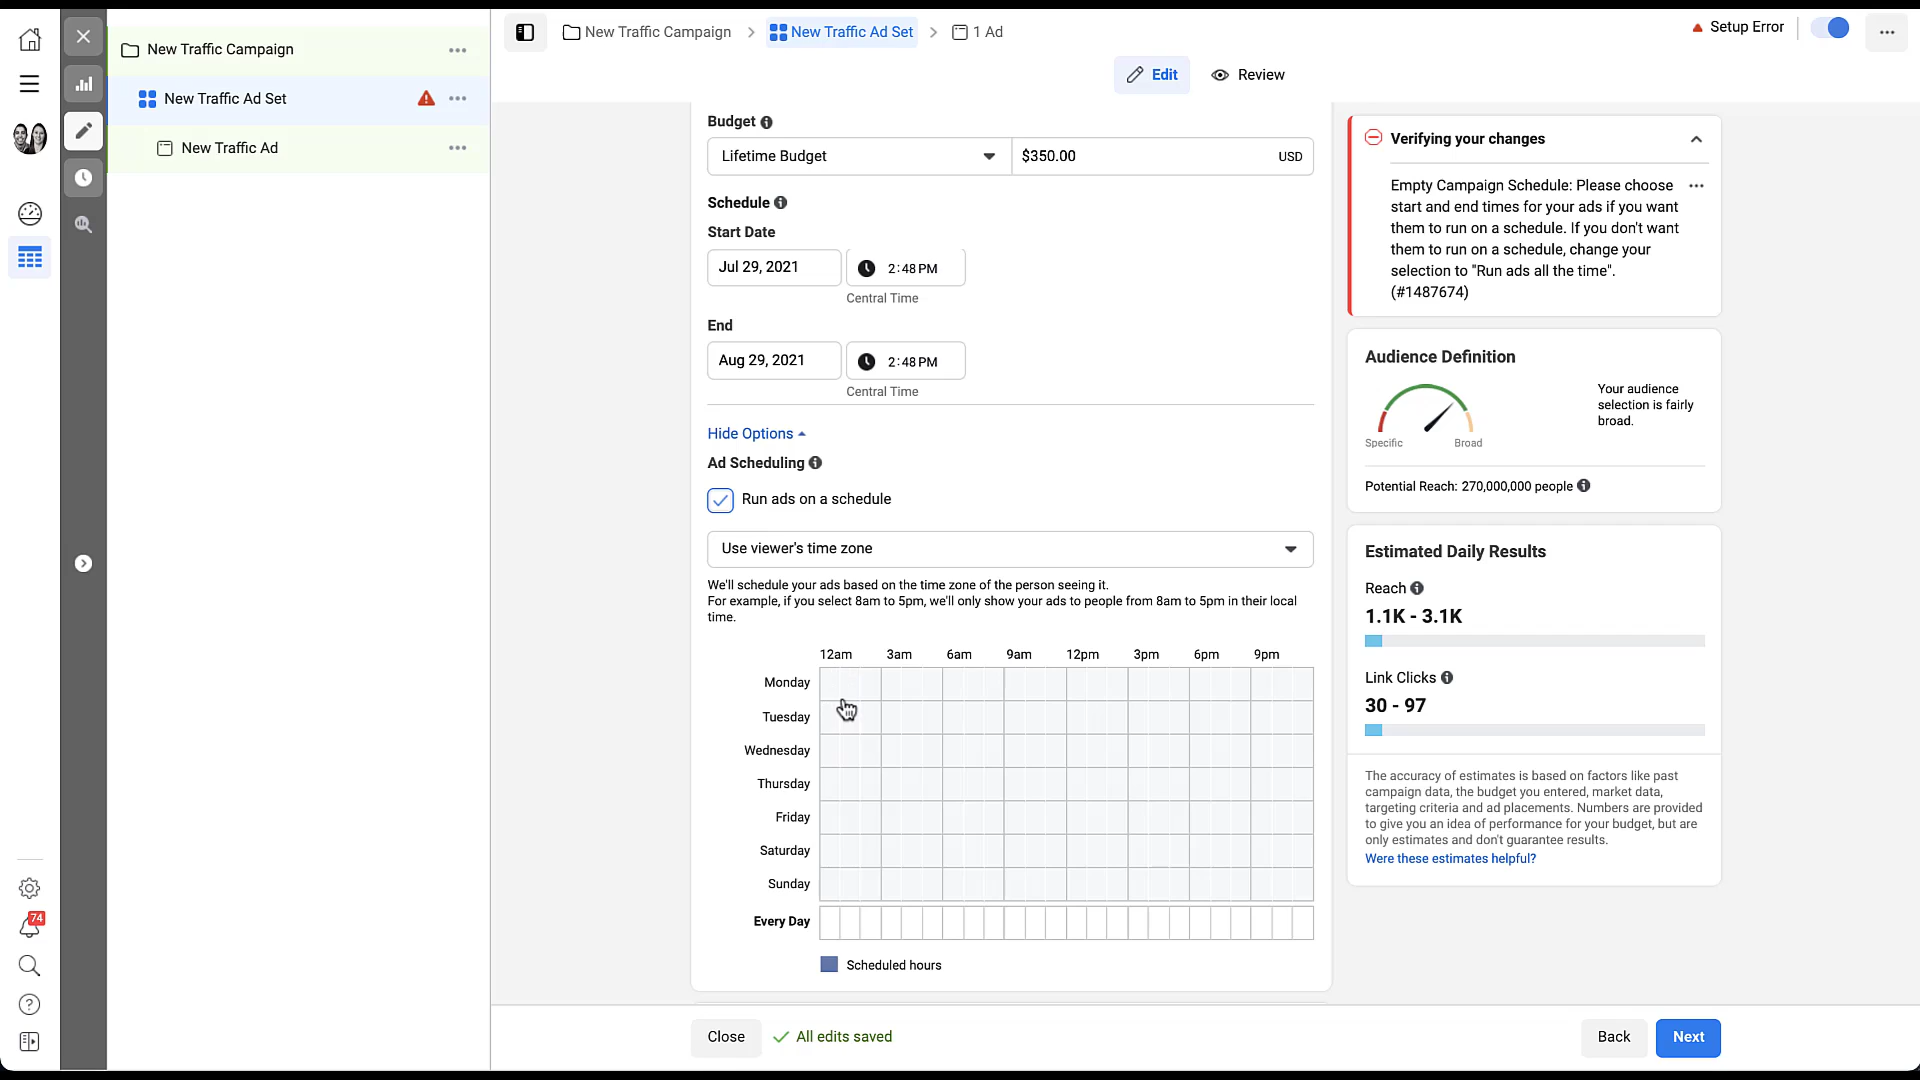 New Traffic Campaign
New Traffic Ad Set
New Traffic Ad
74
New Traffic Campaign
New Traffic Ad Set
1 Ad
Setup Error
Edit
Review
Budget
Lifetime Budget
$350.00
USD
Schedule
Start Date
Jul 29, 2021
2:48 PM
Central Time
End
Aug 29, 2021
2:48 PM
Central Time
Hide Options
Ad Scheduling
Run ads on a schedule
Use viewer's time zone
We'll schedule your ads based on the time zone of the person seeing it.
For example, if you select 8am to 5pm, we'll only show your ads to people from 8am to 5pm in their local
time.
12am 3am 6am 9am 12pm 3pm 6pm 9pm
Monday
Tuesday
Wednesday
Thursday
Friday
Saturday
Sunday
Every Day
Scheduled hours
Verifying your changes
Empty Campaign Schedule: Please choose
start and end times for your ads if you want
them to run on a schedule. If you don't want
them to run on a schedule, change your
selection to "Run ads all the time".
(#1487674)
Audience Definition
Specific
Broad
Your audience
selection is fairly
broad.
Potential Reach: 270,000,000 people
Estimated Daily Results
Reach
1.1K - 3.1K
Link Clicks
30 - 97
The accuracy of estimates is based on factors like past
campaign data, the budget you entered, market data,
targeting criteria and ad placements. Numbers are provided
to give you an idea of performance for your budget, but are
only estimates and don't guarantee results.
Were these estimates helpful?
Close
All edits saved
Back
Next